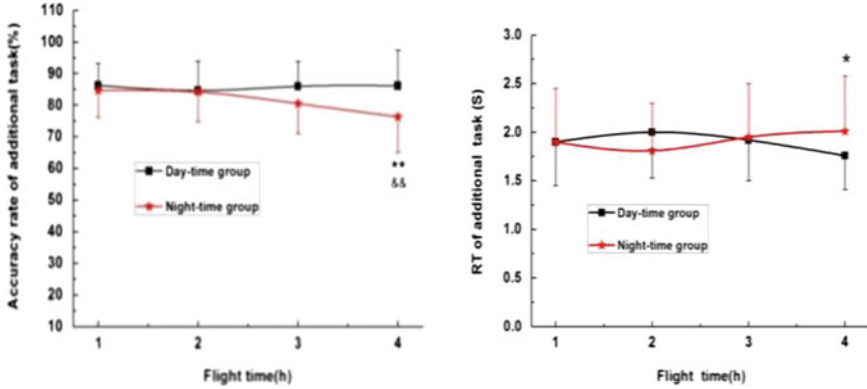 Accuracy rate of additional task(%)
110
100
90
80
70
60
50
40
30
20
10
Day-time group
Night-time group
**
&&
1 2 3 4
Flight time(h)
RT of additional task (S)
3.0
2.5
2.0
1.5
1.0
0.5
0.0
*
Day-time group
Night-time group
1 2 3 4
Flight time(h)